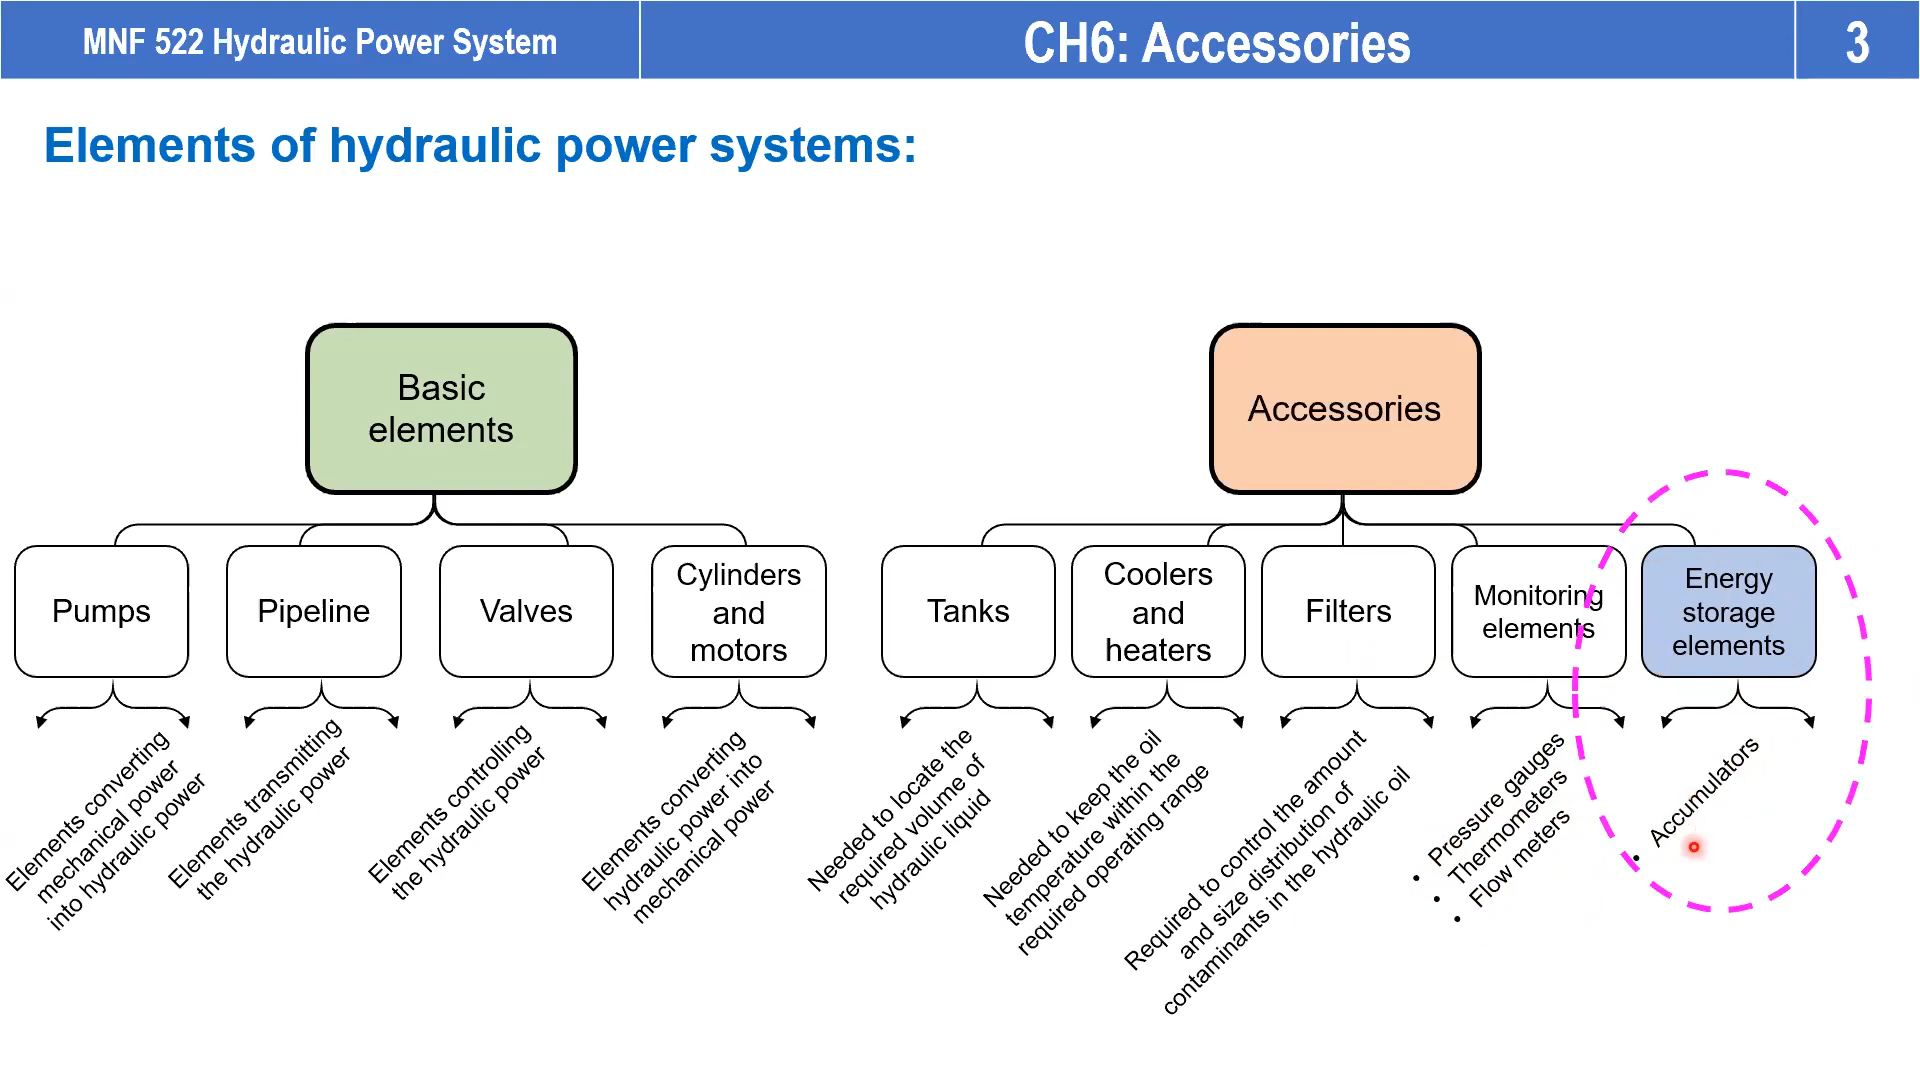 MNF 522 Hydraulic Power System
CH6: Accessories
3
Elements of hydraulic power systems:
Basic
elements
Accessories
Pumps
Pipeline
Valves
Cylinders
and
motors
Tanks
Coolers
and
heaters
Filters
Monitoring
elements
Energy
storage
elements
Elements converting
mechanical power
into hydraulic power
Elements transmitting
the hydraulic power
Elements controlling
the hydraulic power
Elements converting
hydraulic power into
mechanical power
Needed to locate the
required volume of
hydraulic liquid
Needed to keep the oil
temperature within the
required operating range
Required to control the amount
and size distribution of
contaminants in the hydraulic oil
• Pressure gauges
• Thermometers
• Flow meters
• Accumulators